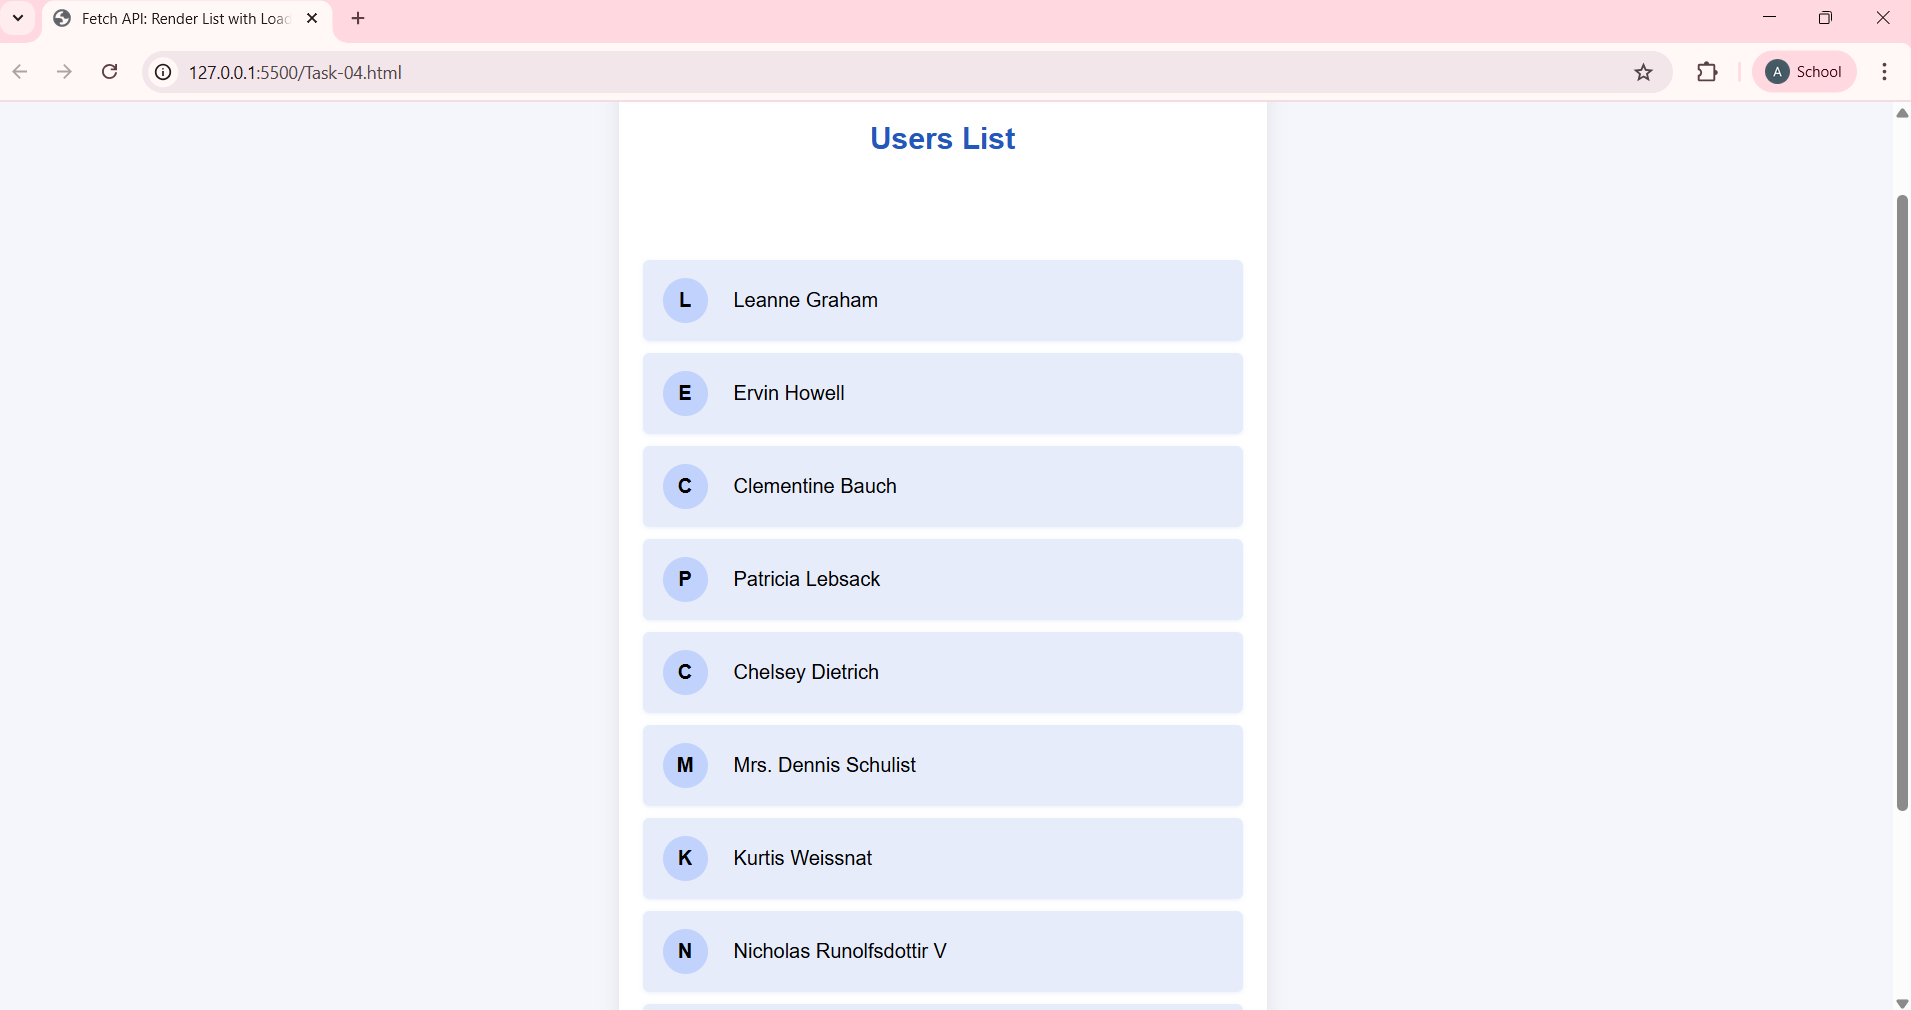 Fetch API: Render List with Load
127.0.0.1:5500/Task-04.html
A School
Users List
L Leanne Graham
E Ervin Howell
C Clementine Bauch
P Patricia Lebsack
C Chelsey Dietrich
M Mrs. Dennis Schulist
K Kurtis Weissnat
N Nicholas Runolfsdottir V